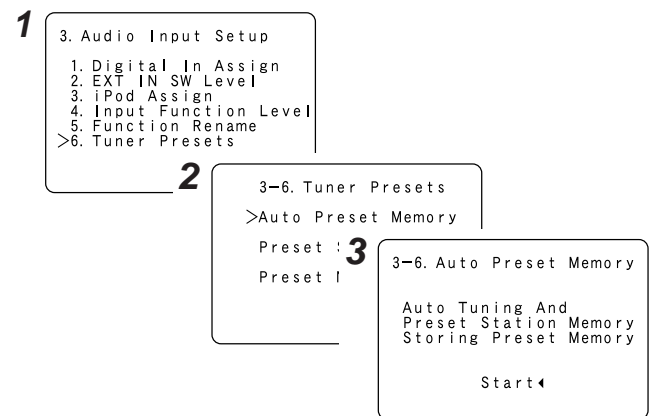 1
3. Audio Input Setup
1. Digital In Assign
2. EXT IN SW Level
3. iPod Assign
4. Input Function Level
5. Function Rename
>6. Tuner Presets
2
3-6. Tuner Presets
>Auto Preset Memory
Preset
Preset
3
3-6. Auto Preset Memory
Auto Tuning And
Preset Station Memory
Storing Preset Memory
Start◀